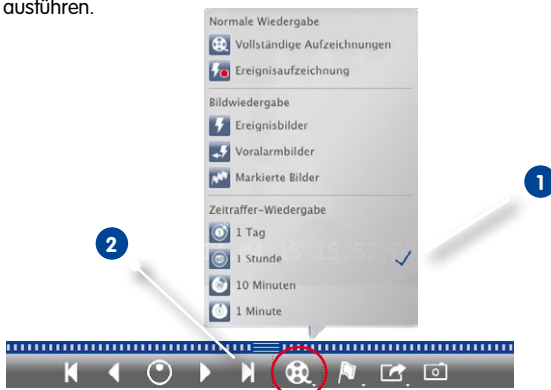 ausführen.
Normale Wiedergabe
Vollständige Aufzeichnungen
Ereignisaufzeichnung
Bildwiedergabe
Ereignisbilder
Voralarmbilder
Markierte Bilder
Zeitraffer-Wiedergabe
1 Tag
1 Stunde
10 Minuten
1 Minute
1
2